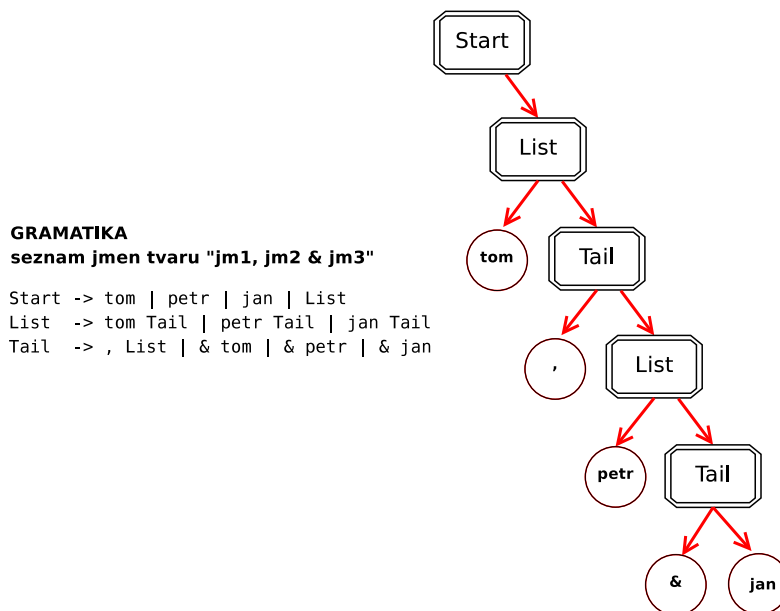 Start
List
GRAMATIKA
seznam jmen tvaru "jm1, jm2 & jm3"
Start -> tom | petr | jan | List
List -> tom Tail | petr Tail | jan Tail
Tail -> , List | & tom | & petr | & jan
tom
Tail
,
List
petr
Tail
&
jan